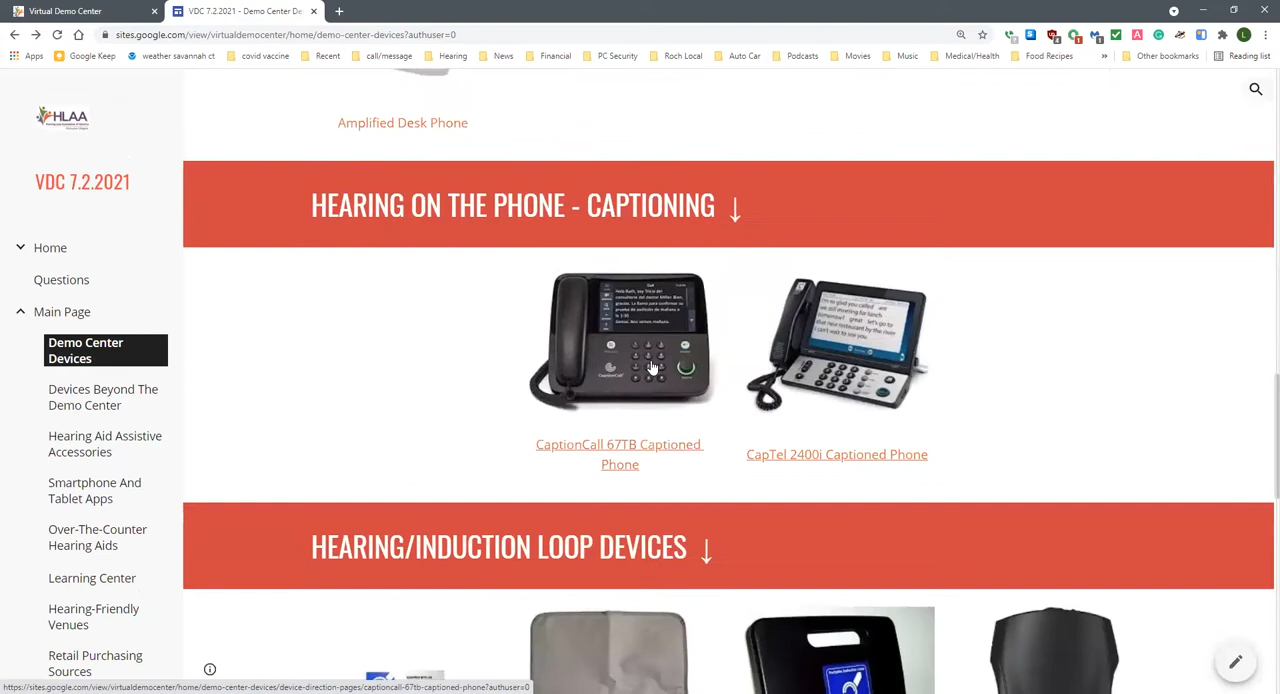 Virtual Demo Center
VDC 7.2.2021 - Demo Center De
sites.google.com/view/virtualdemocenter/home/demo-center-devices?authuser=0
Apps Google Keep weather savannah ct covid vaccine Recent call/message Hearing News Financial PC Security Roch Local Auto Car Podcasts Movies Music Medical/Health Food Recipes Other bookmarks Reading list
HLAA
VDC 7.2.2021
Home
Questions
Main Page
Demo Center
Devices
Devices Beyond The
Demo Center
Hearing Aid Assistive
Accessories
Smartphone And
Tablet Apps
Over-The-Counter
Hearing Aids
Learning Center
Hearing-Friendly
Venues
Retail Purchasing
Sources
Amplified Desk Phone
HEARING ON THE PHONE - CAPTIONING ↓
CaptionCall 67TB Captioned
Phone
CapTel 2400i Captioned Phone
HEARING/INDUCTION LOOP DEVICES ↓
https://sites.google.com/view/virtualdemocenter/home/demo-center-devices/device-direction-pages/captioncall-67tb-captioned-phone?authuser=0